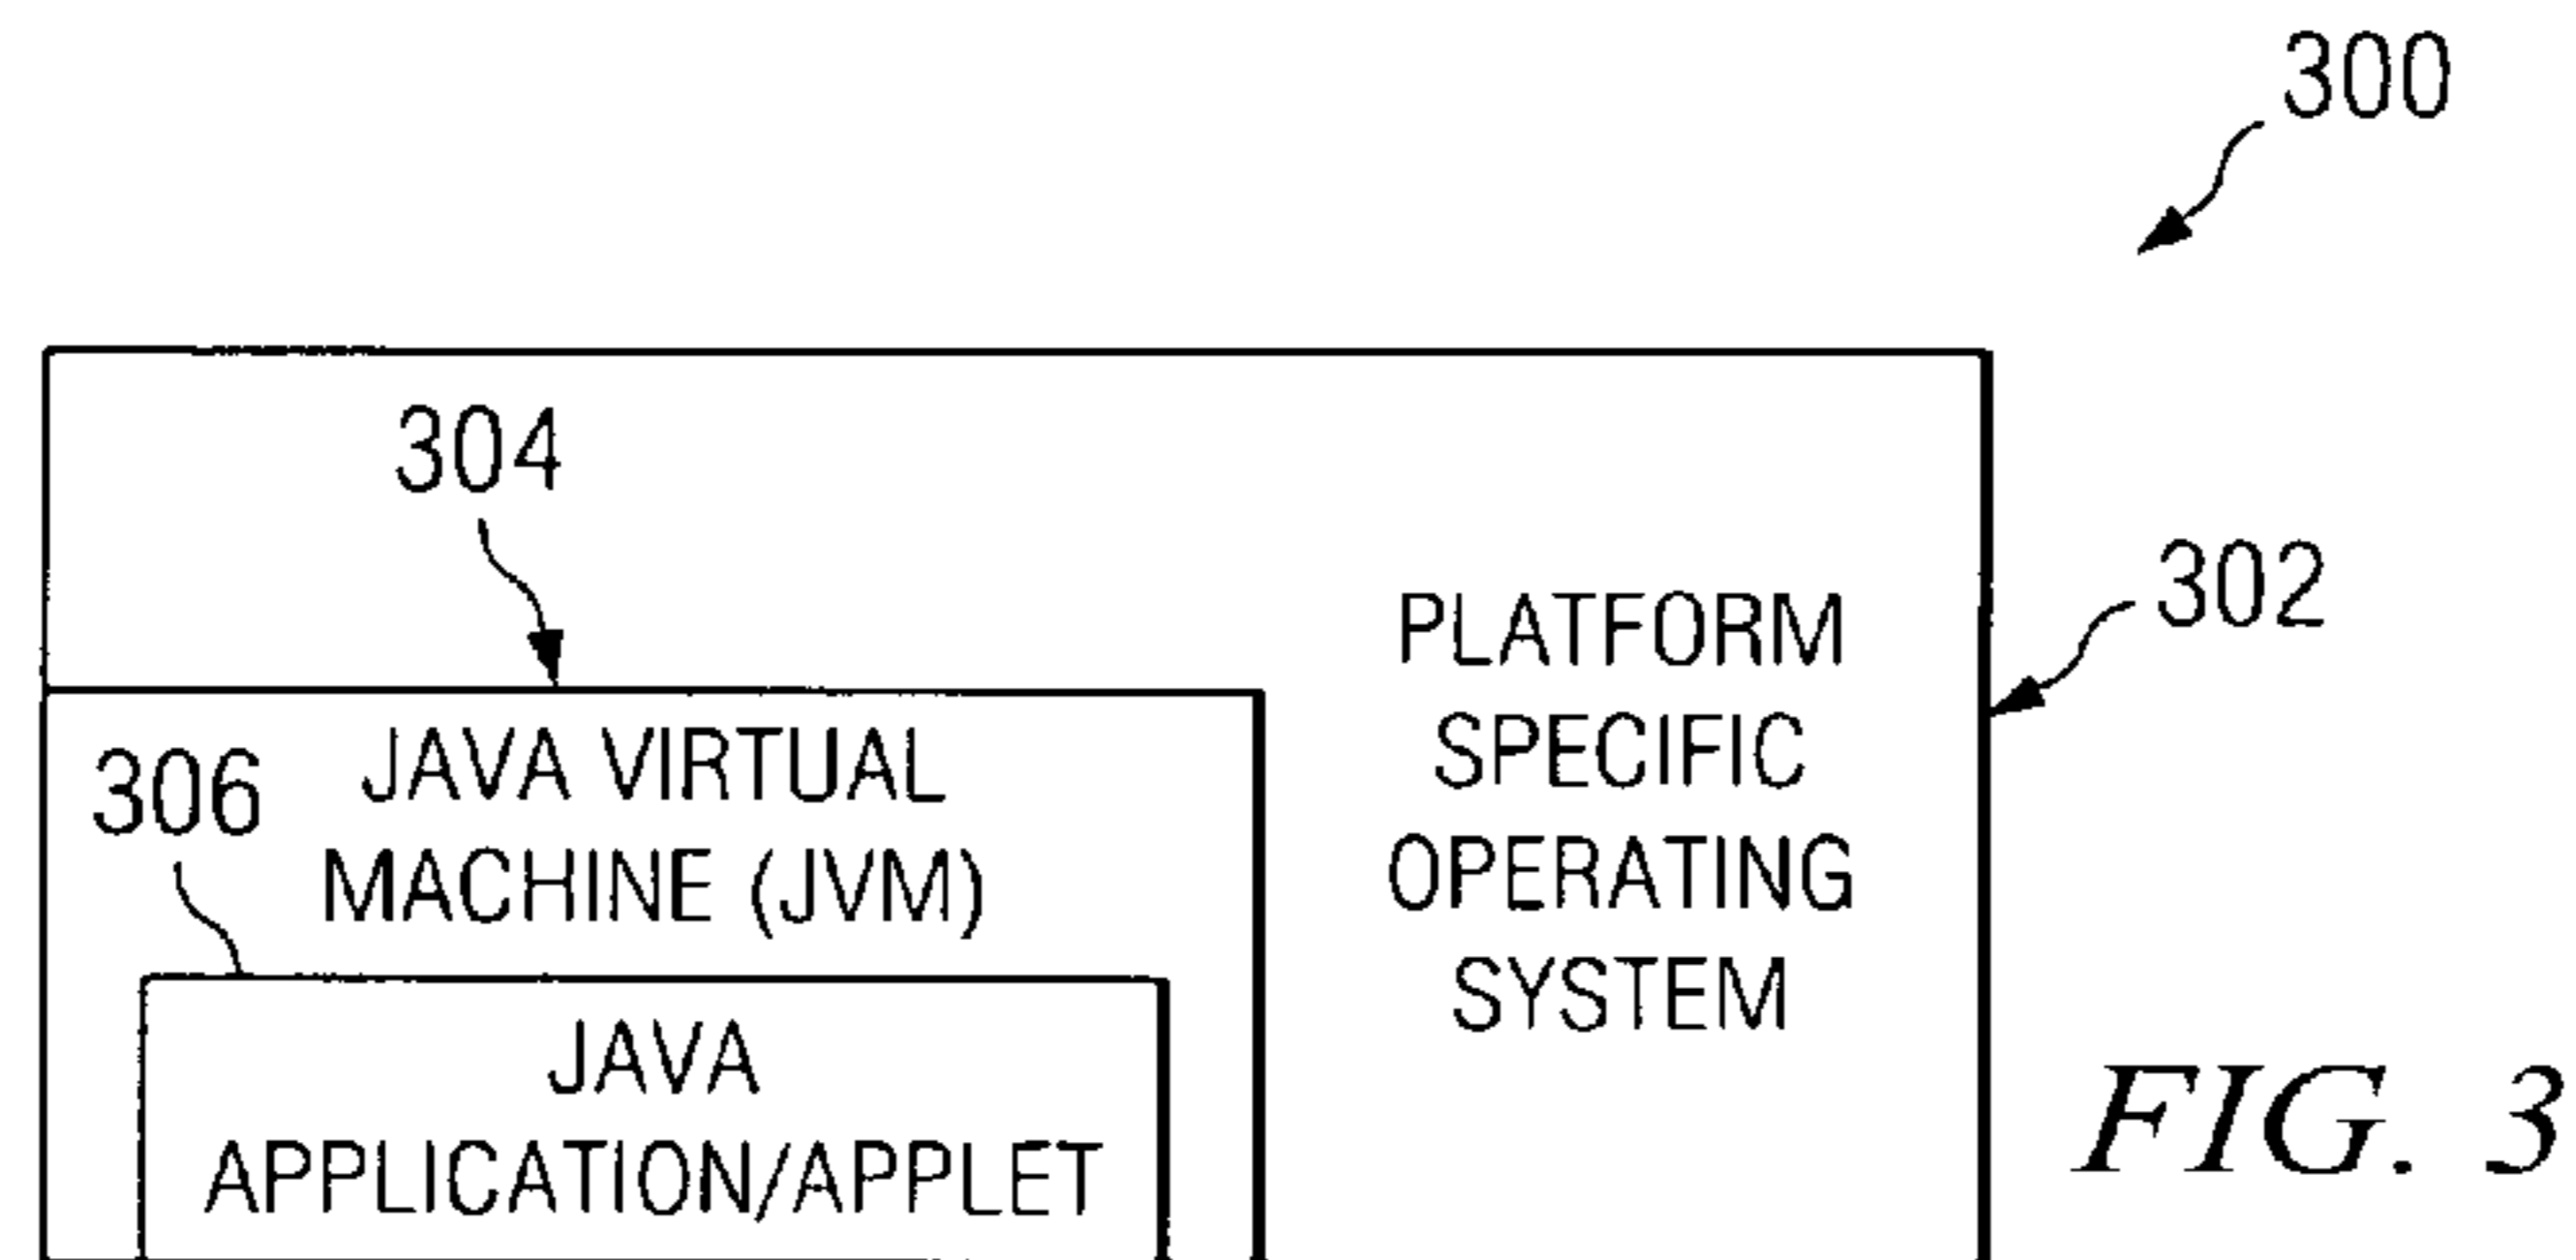 300
304
302
PLATFORM
SPECIFIC
OPERATING
SYSTEM
306
JAVA VIRTUAL
MACHINE (JVM)
JAVA
APPLICATION/APPLET
FIG. 3